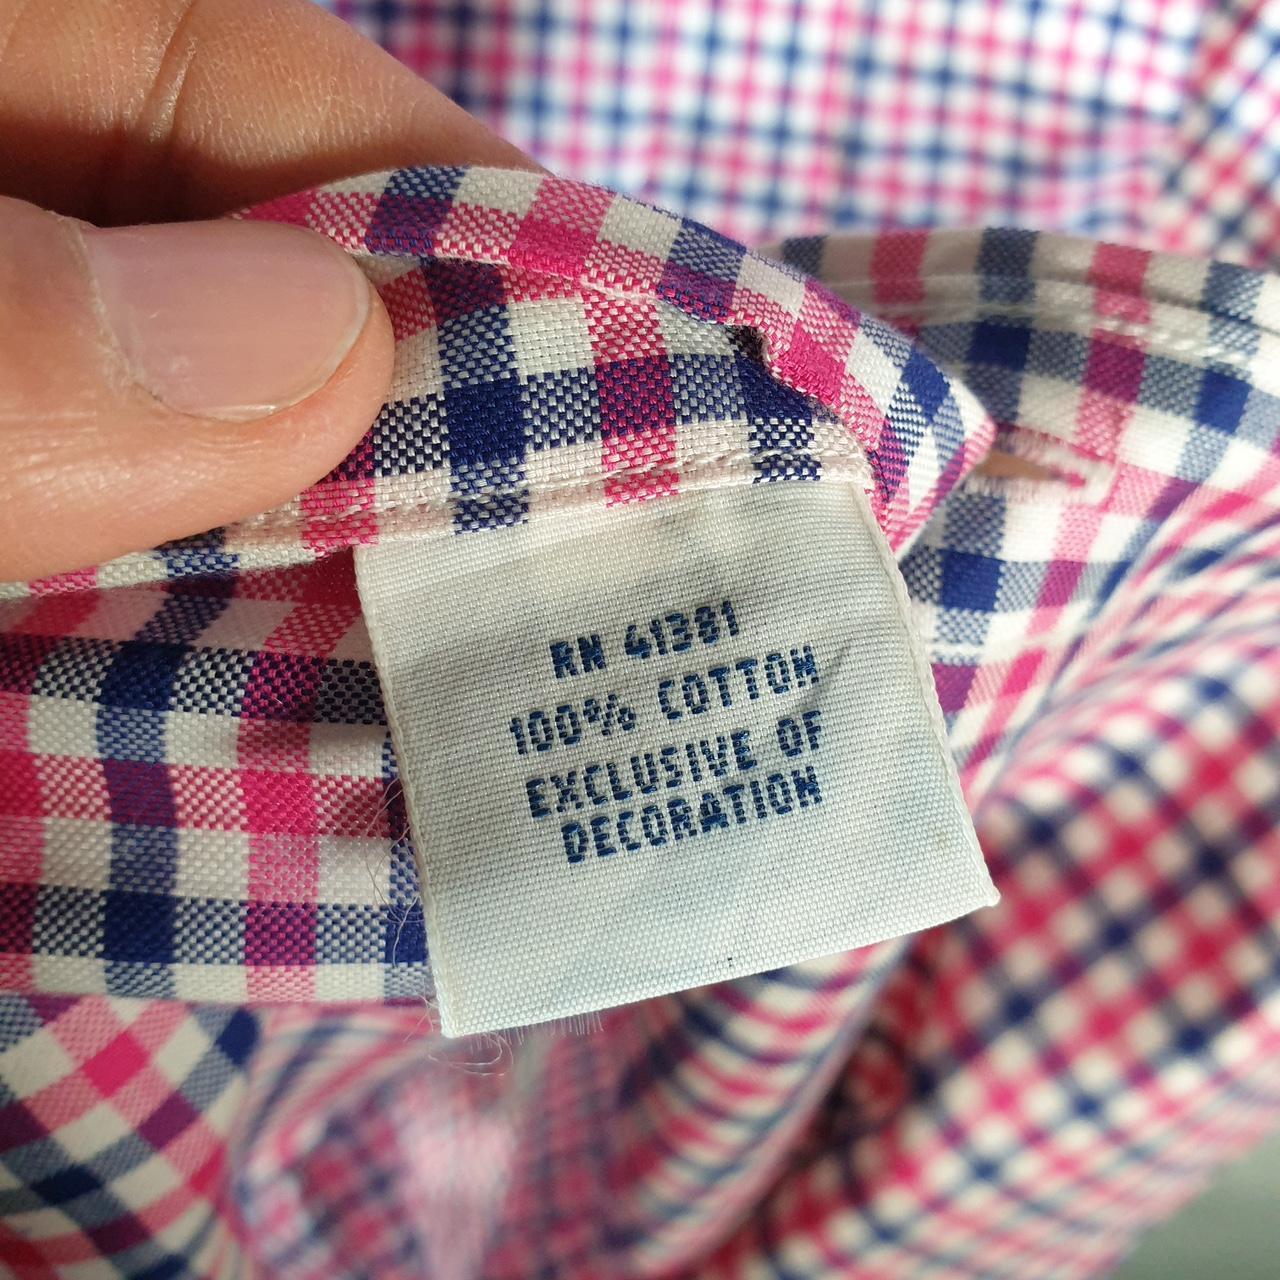 RN 41381
100% COTTON
EXCLUSIVE OF
DECORATION